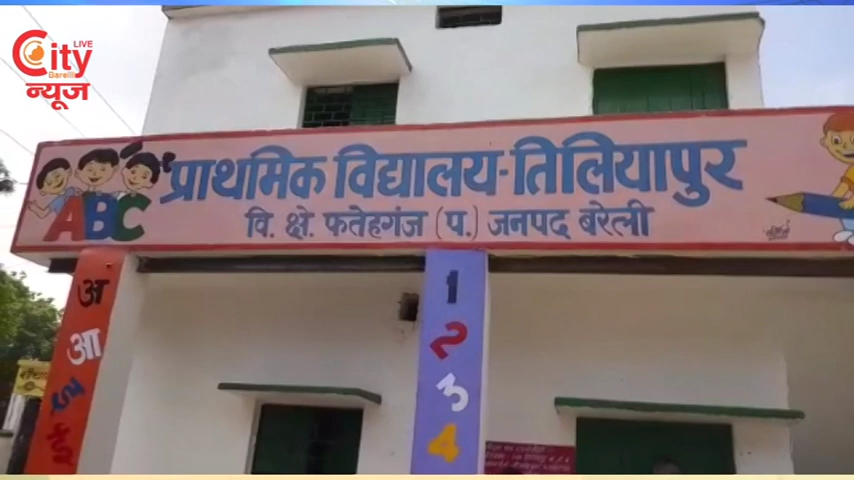 City LIVE
Bareilly
न्यूज़
प्राथमिक विद्यालय-तिलियापुर
ABC
वि. क्षे. फतेहगंज (प.) जनपद बरेली
अ
आ
इ
ई
1
2
3
4